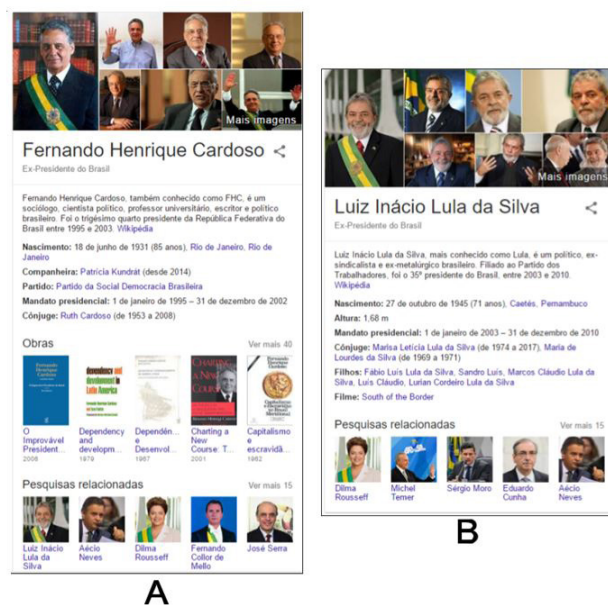 Mais imagens
Fernando Henrique Cardoso
Ex-Presidente do Brasil
Fernando Henrique Cardoso, também conhecido como FHC, é um
sociólogo, cientista político, professor universitário, escritor e político
brasileiro. Foi o trigésimo quarto presidente da República Federativa do
Brasil entre 1995 e 2003. Wikipédia
Nascimento: 18 de junho de 1931 (85 anos), Rio de Janeiro, Rio de
Janeiro
Companheira: Patrícia Kundrát (desde 2014)
Partido: Partido da Social Democracia Brasileira
Mandato presidencial: 1 de janeiro de 1995 – 31 de dezembro de 2002
Cônjuge: Ruth Cardoso (de 1953 a 2008)
Obras
Ver mais 40
O Improvável President...
2006
Dependency and developm...
1979
Dependên... e Desenvol...
1967
Charting a New Course: T...
2001
Capitalismo e escravidã...
1962
Pesquisas relacionadas
Ver mais 15
Luiz Inácio Lula da Silva
Aécio Neves
Dilma Rousseff
Fernando Collor de Mello
José Serra
A
Mais imagens
Luiz Inácio Lula da Silva
Ex-Presidente do Brasil
Luiz Inácio Lula da Silva, mais conhecido como Lula, é um político, ex-
sindicalista e ex-metalúrgico brasileiro. Filiado ao Partido dos
Trabalhadores, foi o 35º presidente do Brasil, entre 2003 e 2010.
Wikipédia
Nascimento: 27 de outubro de 1945 (71 anos), Caetés, Pernambuco
Altura: 1,68 m
Mandato presidencial: 1 de janeiro de 2003 – 31 de dezembro de 2010
Cônjuge: Marisa Letícia Lula da Silva (de 1974 a 2017), Maria de
Lourdes da Silva (de 1969 a 1971)
Filhos: Fábio Luís Lula da Silva, Sandro Luís, Marcos Cláudio Lula da
Silva, Luís Cláudio, Lurian Cordeiro Lula da Silva
Filme: South of the Border
Pesquisas relacionadas
Ver mais 15
Dilma Rousseff
Michel Temer
Sérgio Moro
Eduardo Cunha
Aécio Neves
B